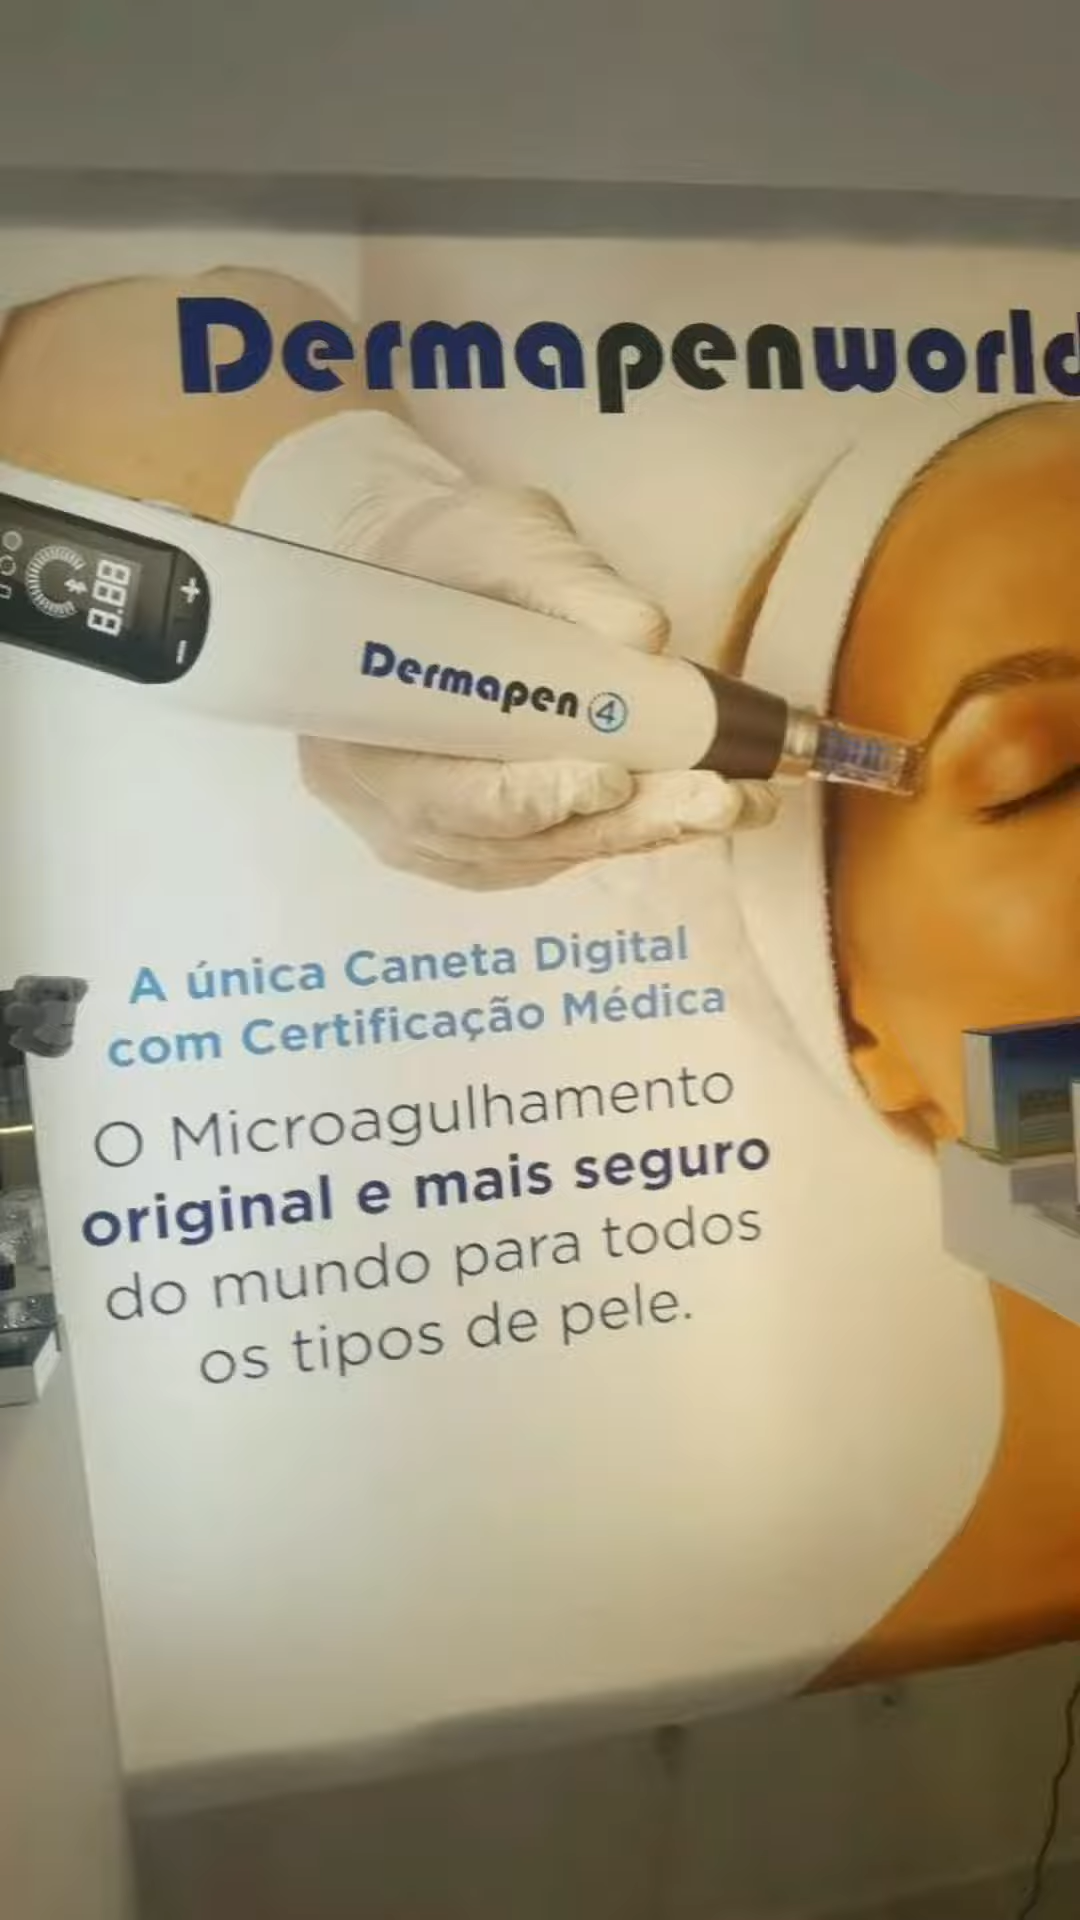 Dermapenworld
8.88
+
-
Dermapen 4
A única Caneta Digital
com Certificação Médica
O Microagulhamento
original e mais seguro
do mundo para todos
os tipos de pele.